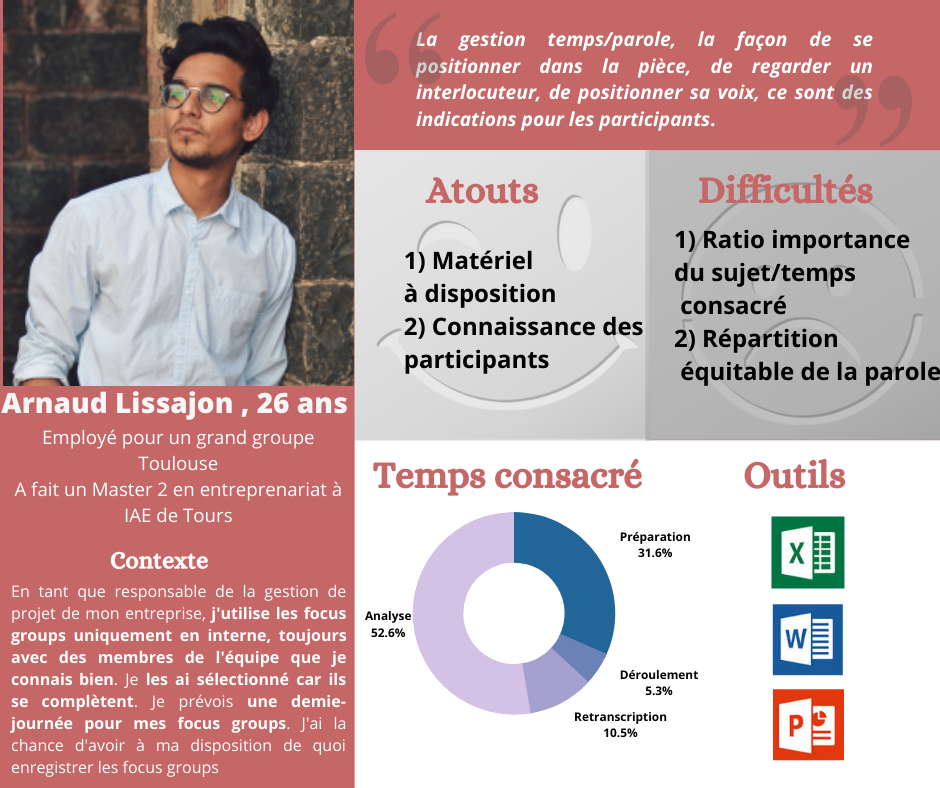 La gestion temps/parole, la façon de se
positionner dans la pièce, de regarder un
interlocuteur, de positionner sa voix, ce sont des
indications pour les participants.
Atouts
1) Matériel
à disposition
2) Connaissance des
participants
Difficultés
1) Ratio importance
du sujet/temps
consacré
2) Répartition
équitable de la parole
Arnaud Lissajon , 26 ans
Employé pour un grand groupe
Toulouse
A fait un Master 2 en entreprenariat à
IAE de Tours
Contexte
En tant que responsable de la gestion de
projet de mon entreprise, j'utilise les focus
groups uniquement en interne, toujours
avec des membres de l'équipe que je
connais bien. Je les ai sélectionné car ils
se complètent. Je prévois une demie-
journée pour mes focus groups. J'ai la
chance d'avoir à ma disposition de quoi
enregistrer les focus groups
Temps consacré
Préparation
31.6%
Analyse
52.6%
Déroulement
5.3%
Retranscription
10.5%
Outils
X
W
P